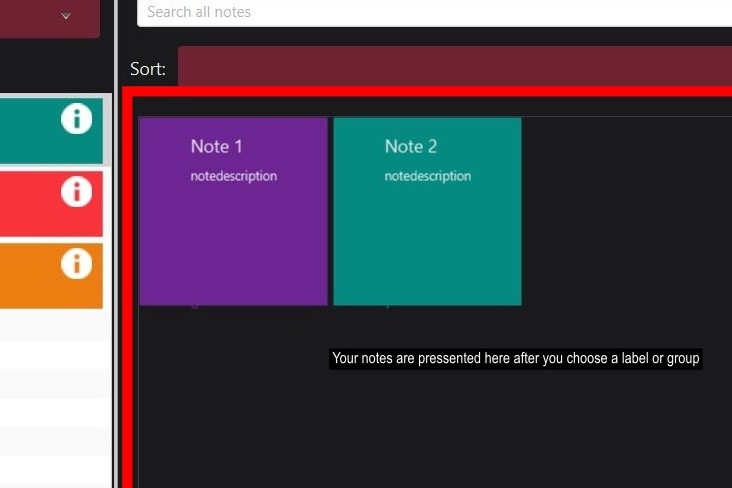 Search all notes
Sort:
Note 1
notedescription
Note 2
notedescription
Your notes are pressented here after you choose a label or group